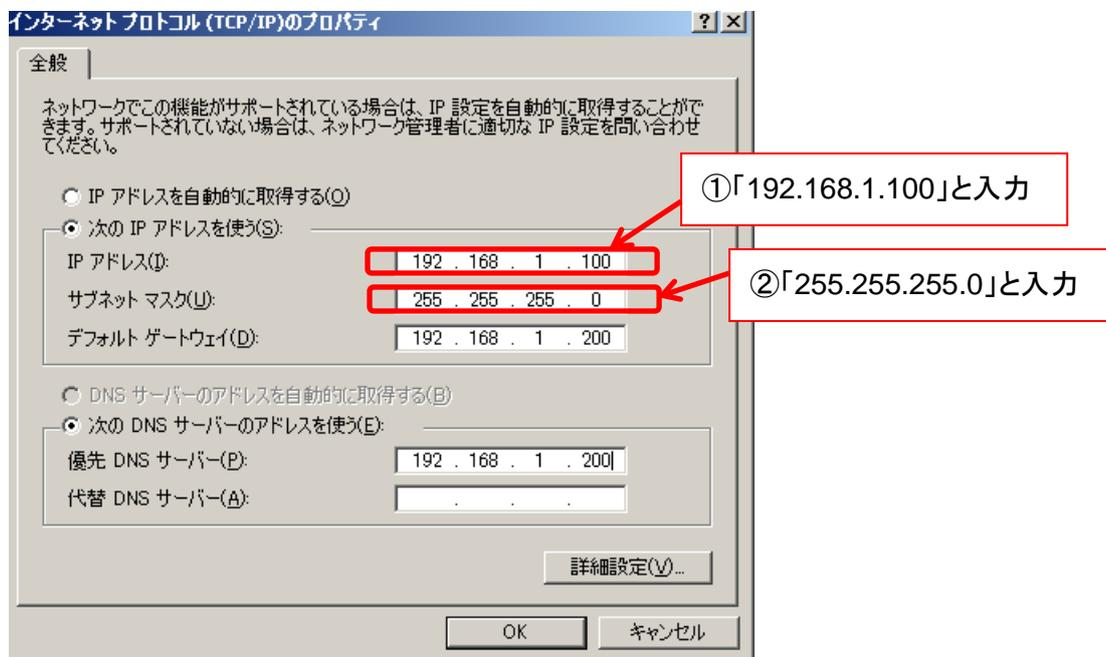 インターネット プロトコル (TCP/IP)のプロパティ
全般
ネットワークでこの機能がサポートされている場合は、IP 設定を自動的に取得することがで
きます。サポートされていない場合は、ネットワーク管理者に適切な IP 設定を問い合わせ
てください。
IP アドレスを自動的に取得する(O)
次の IP アドレスを使う(S):
IP アドレス(I): 192 . 168 . 1 . 100
サブネット マスク(U): 255 . 255 . 255 . 0
デフォルト ゲートウェイ(D): 192 . 168 . 1 . 200
①「192.168.1.100」と入力
②「255.255.255.0」と入力
DNS サーバーのアドレスを自動的に取得する(B)
次の DNS サーバーのアドレスを使う(E):
優先 DNS サーバー(P): 192 . 168 . 1 . 200
代替 DNS サーバー(A): . . .
詳細設定(V)...
OK キャンセル